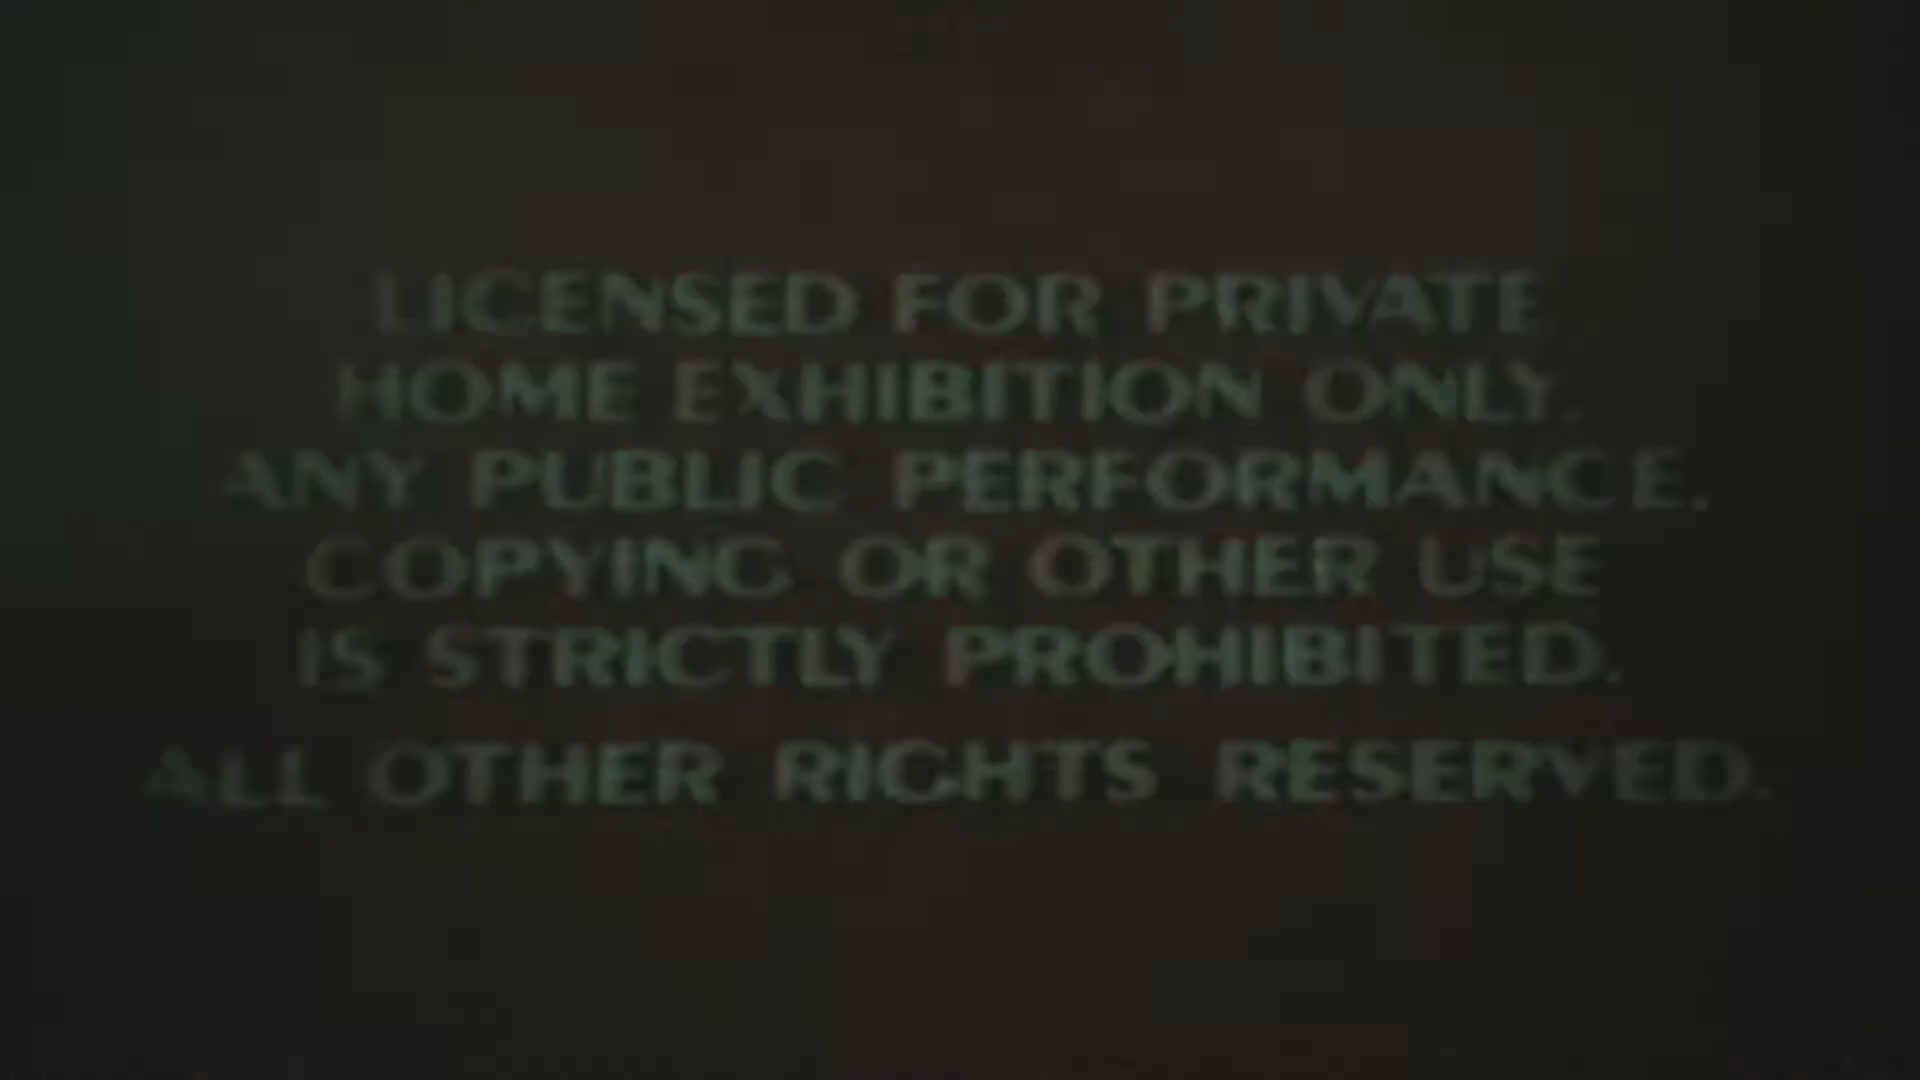 LICENSED FOR PRIVATE
HOME EXHIBITION ONLY.
ANY PUBLIC PERFORMANCE,
COPYING OR OTHER USE
IS STRICTLY PROHIBITED.
ALL OTHER RIGHTS RESERVED.